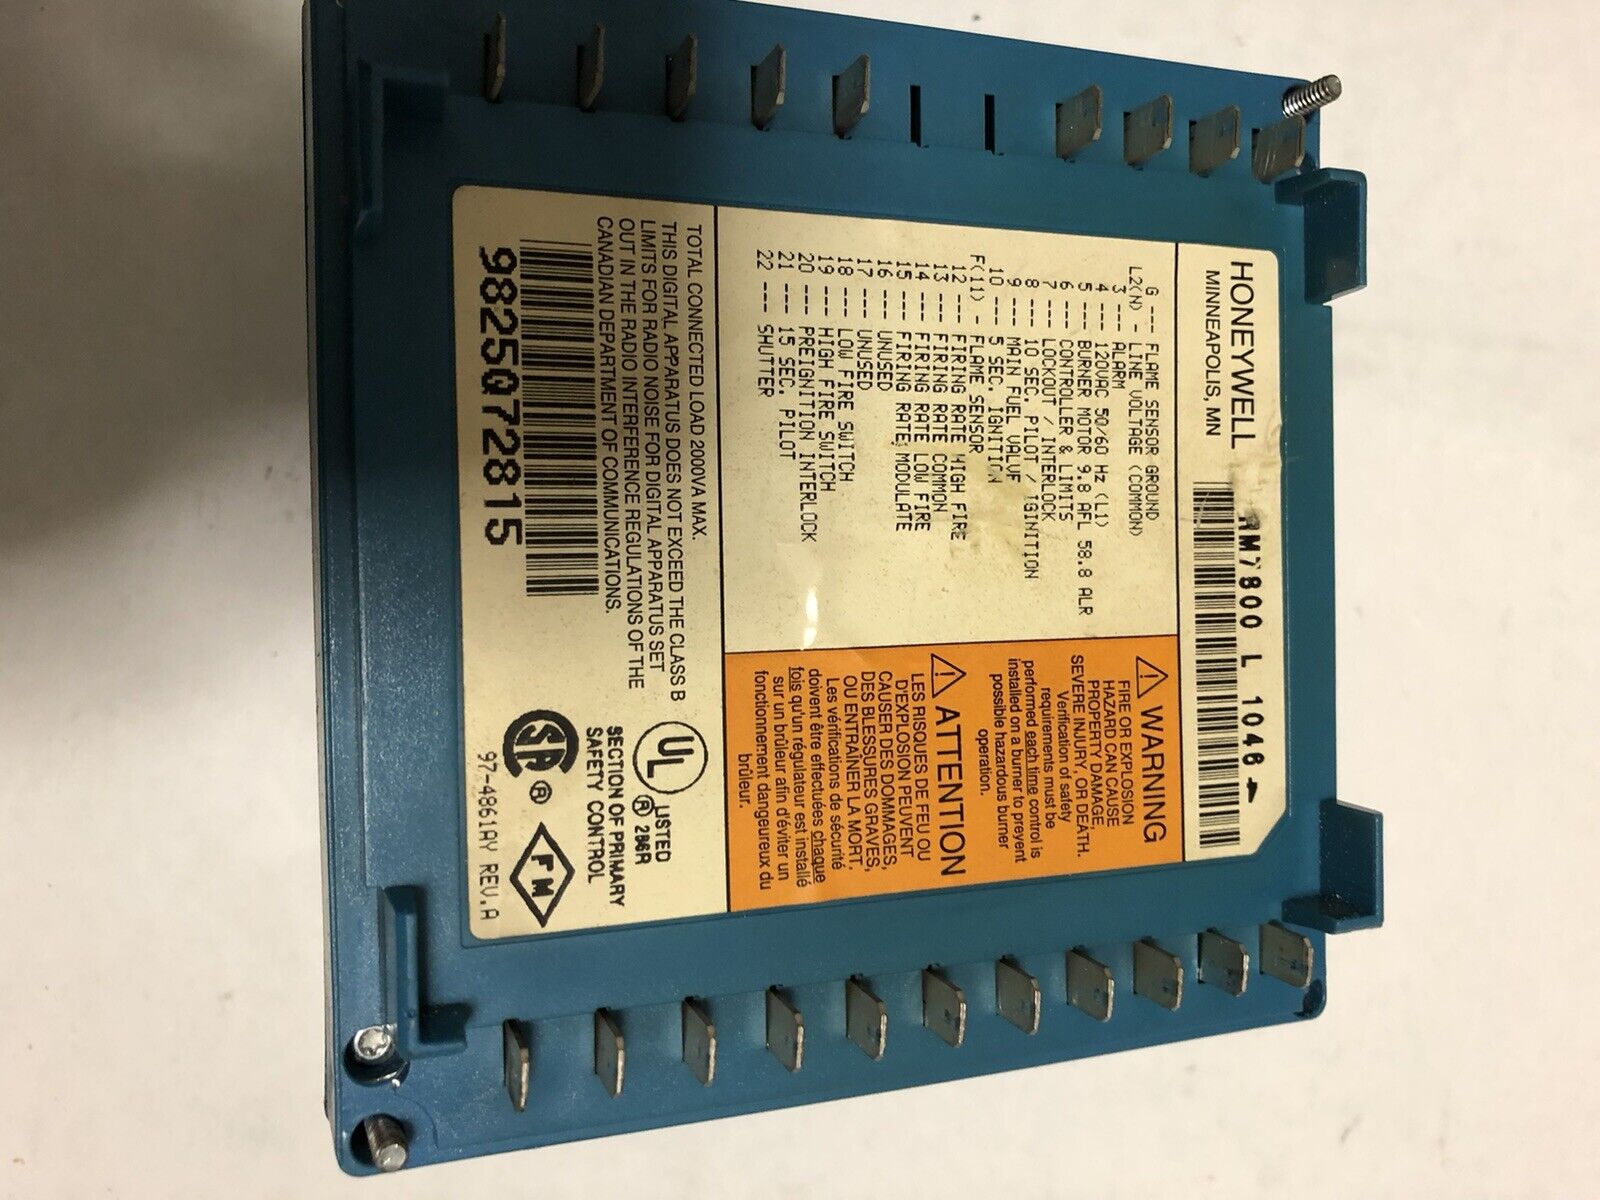 HONEYWELL
MINNEAPOLIS, MN
RM7800 L 1046
G --- FLAME SENSOR GROUND
L2(N) - LINE VOLTAGE (COMMON)
3 --- ALARM
4 --- 120VAC 50/60 Hz (L1)
5 --- BURNER MOTOR 9.8 AFL 58.8 ALR
6 --- CONTROLLER & LIMITS
7 --- LOCKOUT / INTERLOCK
8 --- 10 SEC. PILOT / IGINITION
9 --- MAIN FUEL VALVE
10 --- 5 SEC. IGNITION
F(11) - FLAME SENSOR
12 --- FIRING RATE HIGH FIRE
13 --- FIRING RATE COMMON
14 --- FIRING RATE LOW FIRE
15 --- FIRING RATE MODULATE
16 --- UNUSED
17 --- UNUSED
18 --- LOW FIRE SWITCH
19 --- HIGH FIRE SWITCH
20 --- PREIGNITION INTERLOCK
21 --- 15 SEC. PILOT
22 --- SHUTTER
WARNING
FIRE OR EXPLOSION
HAZARD CAN CAUSE
PROPERTY DAMAGE,
SEVERE INJURY, OR DEATH.
Verification of safety
requirements must be
performed each time control is
installed on a burner to prevent
possible hazardous burner
operation.
ATTENTION
LES RISQUES DE FEU OU
D'EXPLOSION PEUVENT
CAUSER DES DOMMAGES,
DES BLESSURES GRAVES,
OU ENTRAÎNER LA MORT.
Les vérifications de sécurité
doivent être effectuées chaque
fois qu'un régulateur est installé
sur un brûleur afin d'éviter un
fonctionnement dangeureux du
brûleur.
TOTAL CONNECTED LOAD 2000VA MAX.
THIS DIGITAL APPARATUS DOES NOT EXCEED THE CLASS B
LIMITS FOR RADIO NOISE FOR DIGITAL APPARATUS SET
OUT IN THE RADIO INTERFERENCE REGULATIONS OF THE
CANADIAN DEPARTMENT OF COMMUNICATIONS.
9825Q72815
UL ® LISTED
286R
SECTION OF PRIMARY
SAFETY CONTROL
SA ®
FM
97-4861AY REV.A